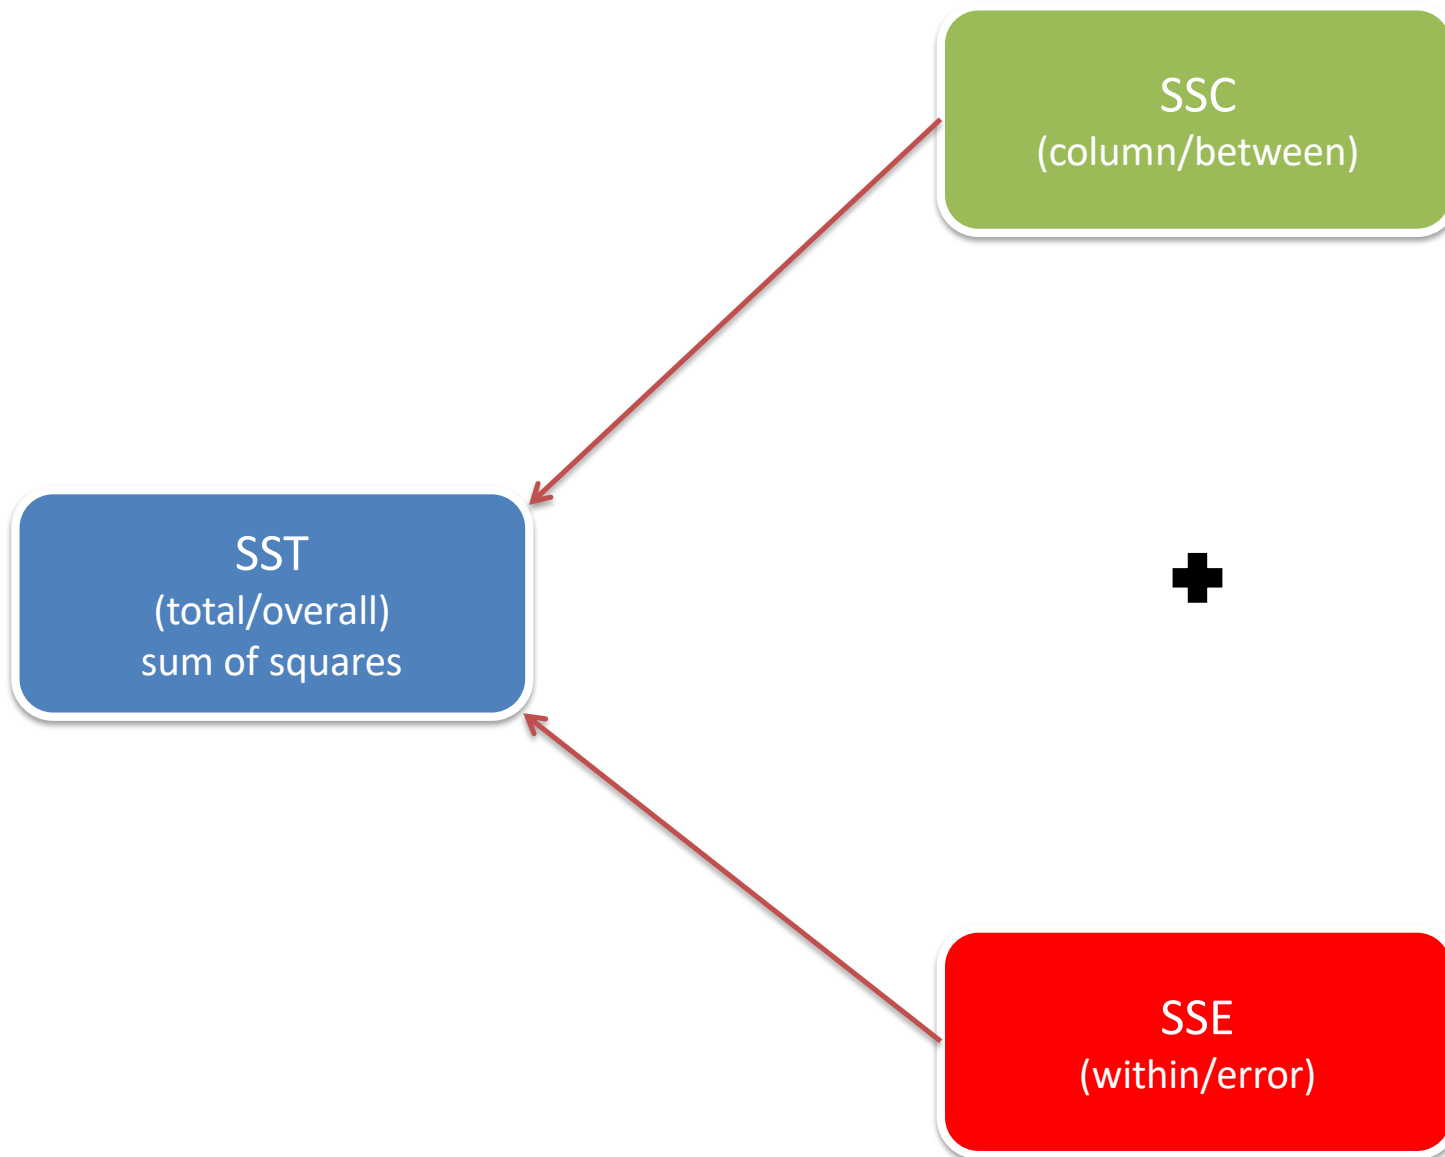 SSC
(column/between)
SST
(total/overall)
sum of squares
SSE
(within/error)